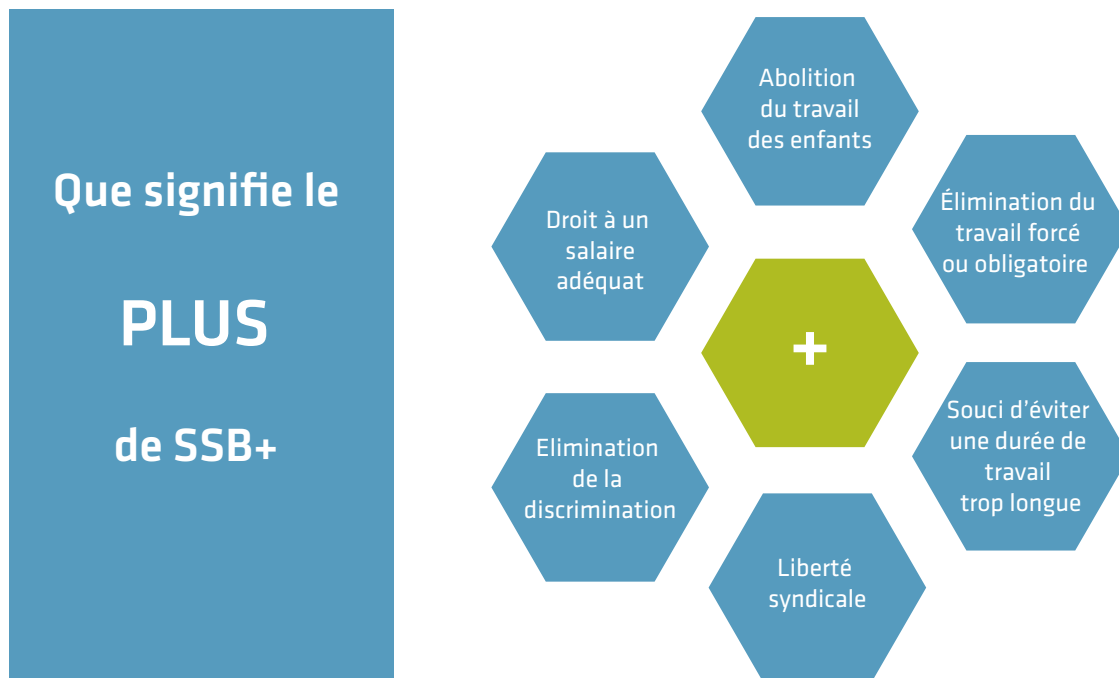 Que signifie le
PLUS
de SSB+
Abolition
du travail
des enfants
Élimination du
travail forcé
ou obligatoire
Souci d'éviter
une durée de
travail
trop longue
Liberté
syndicale
Elimination
de la
discrimination
Droit à un
salaire
adéquat
+